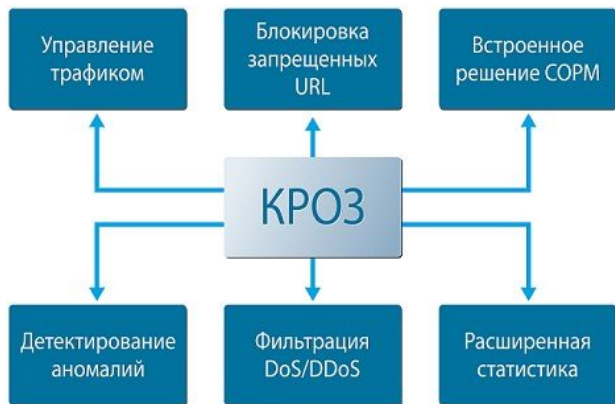 Управление
трафиком
Блокировка
запрещенных
URL
Встроенное
решение СОРМ
КРОЗ
Детектирование
аномалий
Фильтрация
DoS/DDoS
Расширенная
статистика